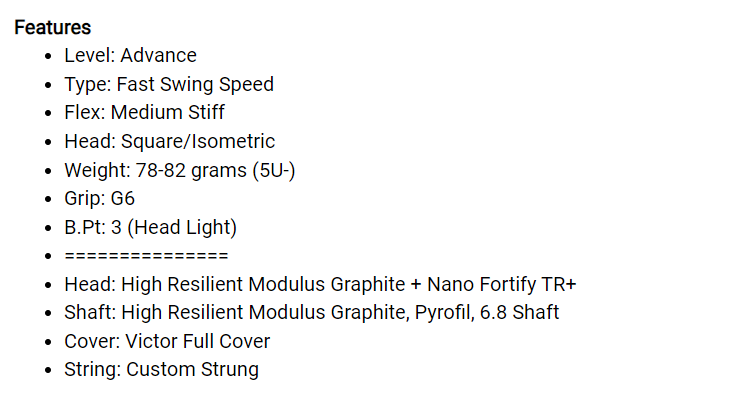 Features
Level: Advance
Type: Fast Swing Speed
Flex: Medium Stiff
Head: Square/Isometric
Weight: 78-82 grams (5U-)
Grip: G6
B.Pt: 3 (Head Light)
===============
Head: High Resilient Modulus Graphite + Nano Fortify TR+
Shaft: High Resilient Modulus Graphite, Pyrofil, 6.8 Shaft
Cover: Victor Full Cover
String: Custom Strung